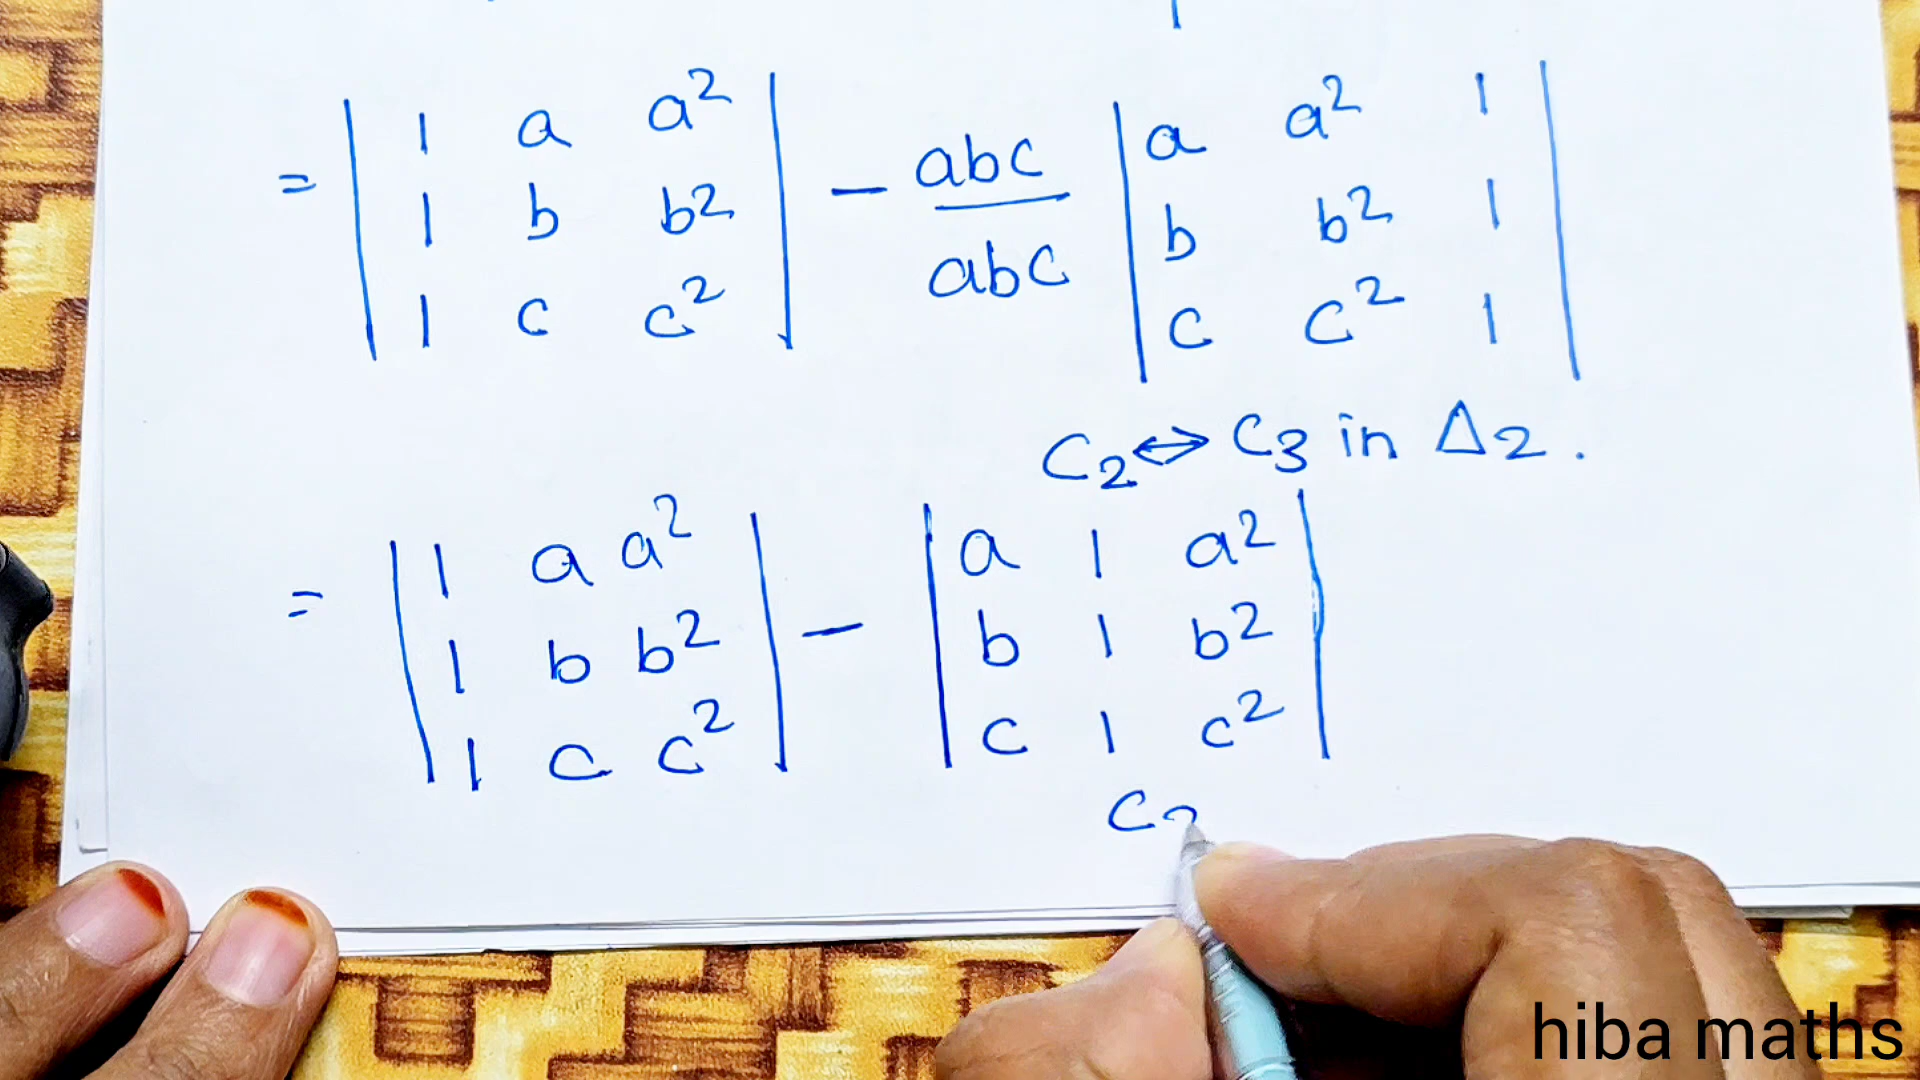 = | 1 a a² | - abc/abc | a a² 1 |
| 1 b b² | | b b² 1 |
| 1 c c² | | c c² 1 |
C₂ ⇔ C₃ in Δ₂.
= | 1 a a² | - | a 1 a² |
| 1 b b² | | b 1 b² |
| 1 c c² | | c 1 c² |
C₂
hiba maths